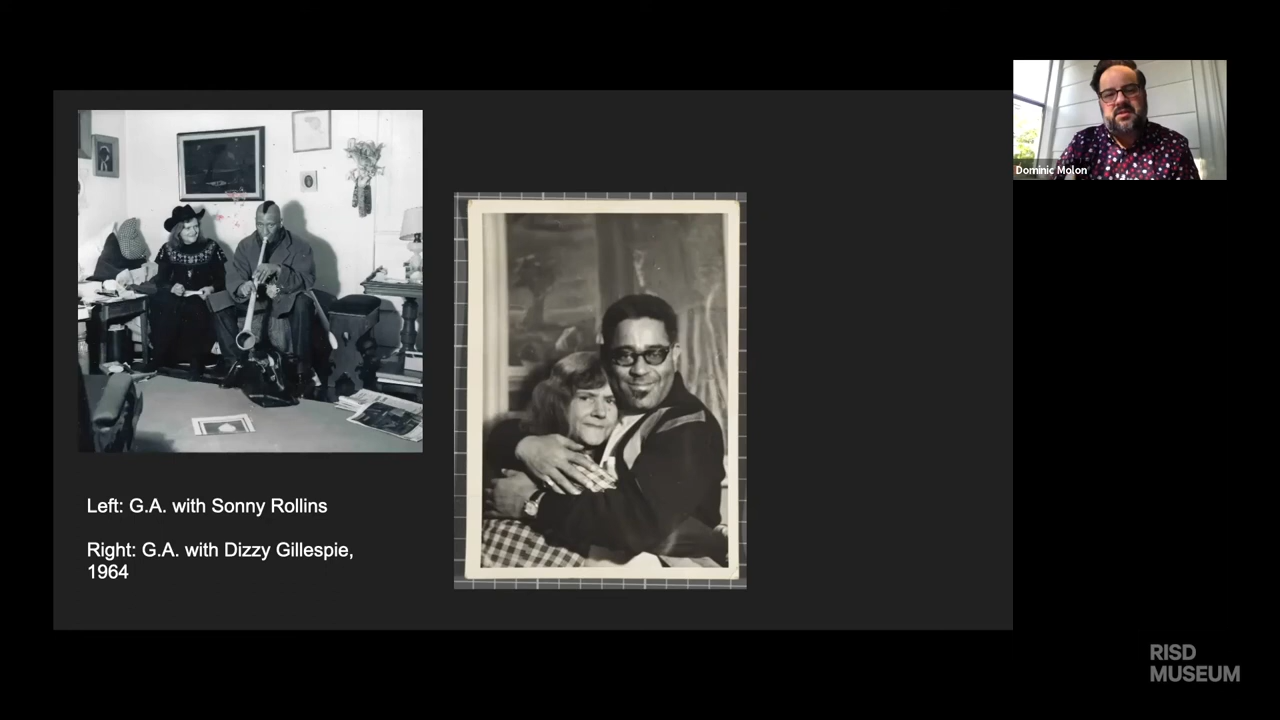 Dominic Molon
Left: G.A. with Sonny Rollins
Right: G.A. with Dizzy Gillespie,
1964
RISD
MUSEUM